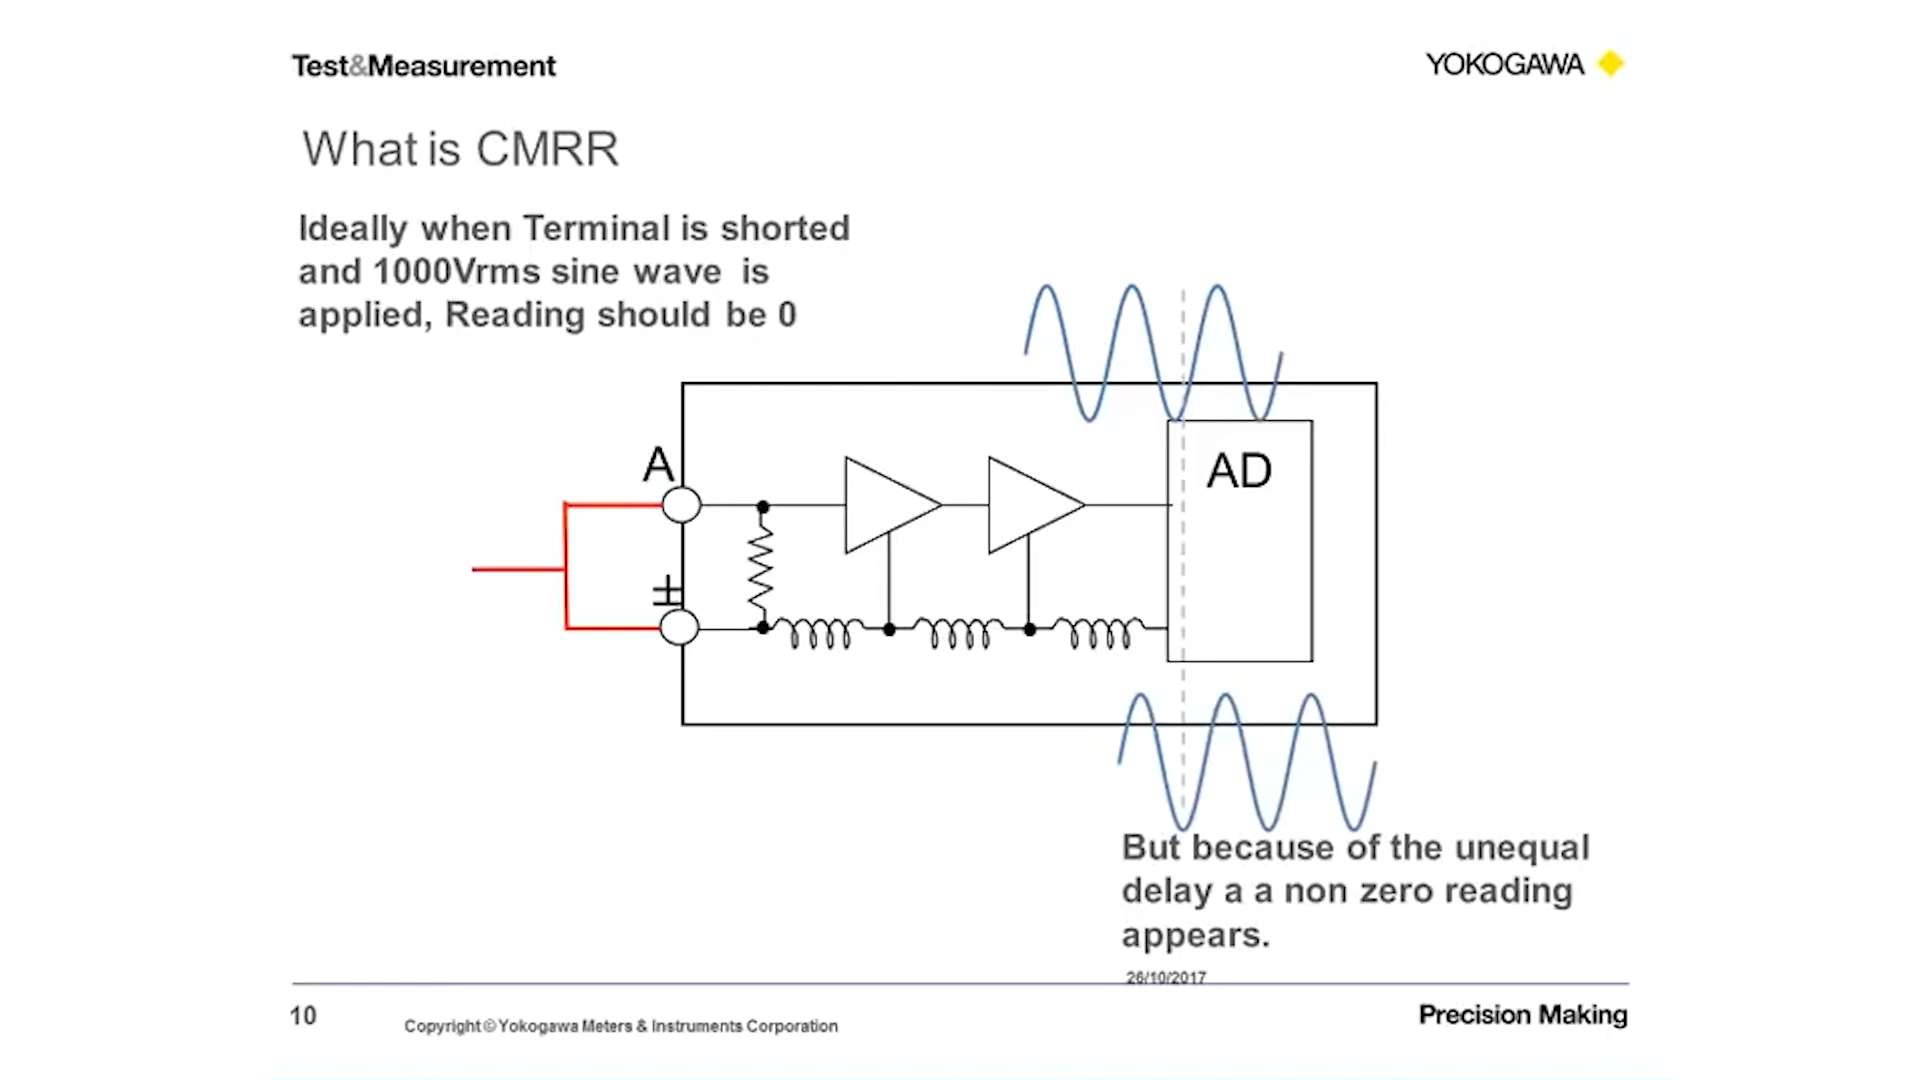 Test&Measurement
YOKOGAWA
What is CMRR
Ideally when Terminal is shorted
and 1000Vrms sine wave is
applied, Reading should be 0
A
AD
±
But because of the unequal
delay a a non zero reading
appears.
26/10/2017
10
Copyright © Yokogawa Meters & Instruments Corporation
Precision Making